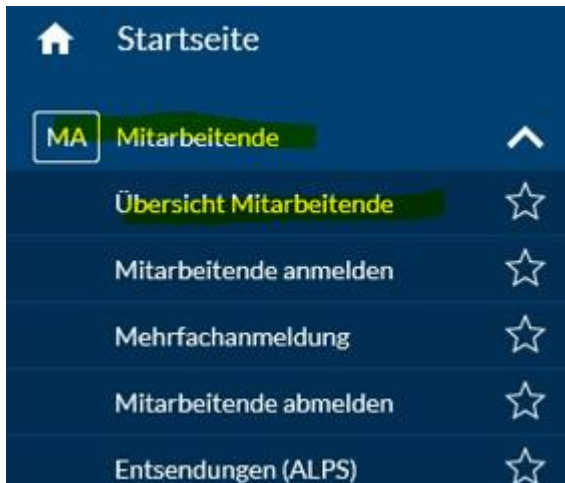 Startseite
MA Mitarbeitende
Übersicht Mitarbeitende
Mitarbeitende anmelden
Mehrfachanmeldung
Mitarbeitende abmelden
Entsendungen (ALPS)